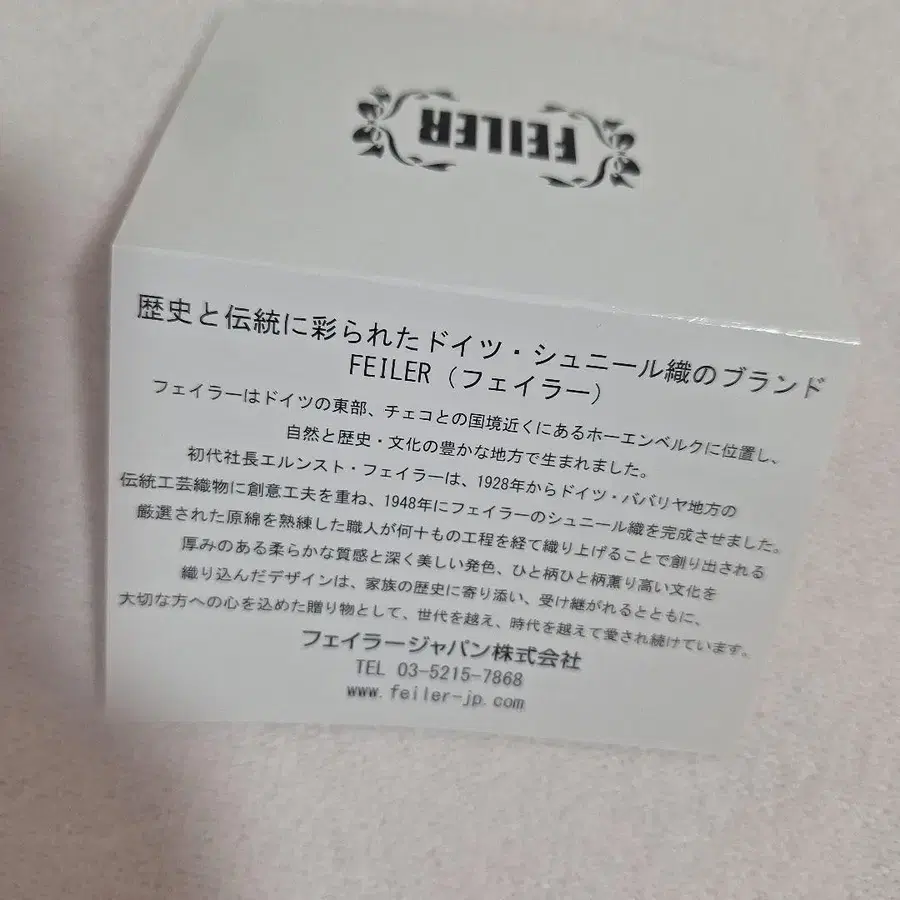 FEILER
歴史と伝統に彩られたドイツ・シュニール織のブランド
FEILER (フェイラー)
フェイラーはドイツの東部、チェコとの国境近くにあるホーエンベルクに位置し、
自然と歴史・文化の豊かな地方で生まれました。
初代社長エルンスト・フェイラーは、1928年からドイツ・ババリヤ地方の
伝統工芸織物に創意工夫を重ね、1948年にフェイラーのシュニール織を完成させました。
厳選された原綿を熟練した職人が何十もの工程を経て織り上げることで創り出される
厚みのある柔らかな質感と深く美しい発色、ひと柄ひと柄薫り高い文化を
織り込んだデザインは、家族の歴史に寄り添い、受け継がれるとともに、
大切な方への心を込めた贈り物として、世代を越え、時代を越えて愛され続けています。
フェイラージャパン株式会社
TEL 03-5215-7868
www.feiler-jp.com